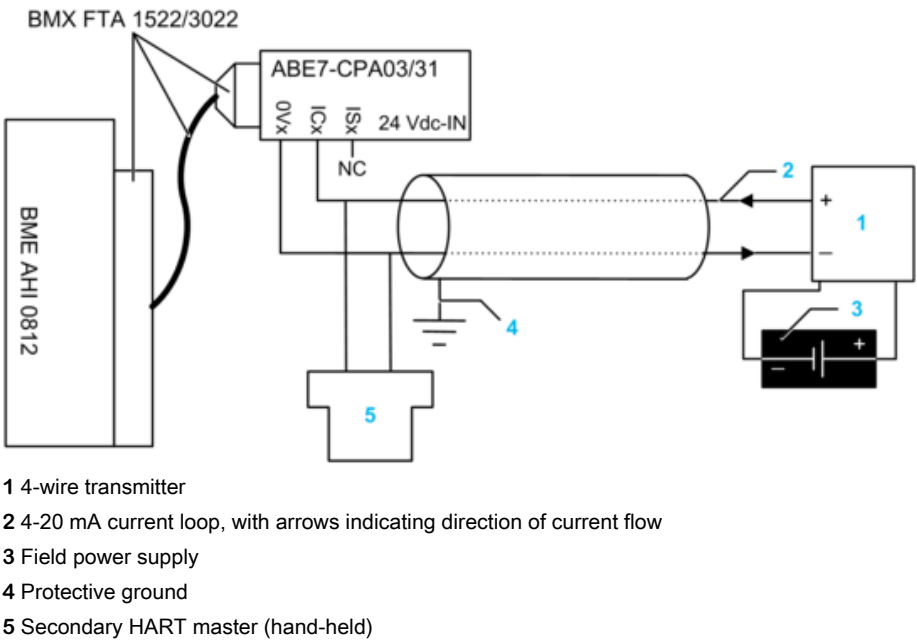 BMX FTA 1522/3022
ABE7-CPA03/31
0Vx ICx ISx 24 Vdc-IN
NC
2
+
1
BME AHI 0812
–
3
4
+
–
5
1 4-wire transmitter
2 4-20 mA current loop, with arrows indicating direction of current flow
3 Field power supply
4 Protective ground
5 Secondary HART master (hand-held)